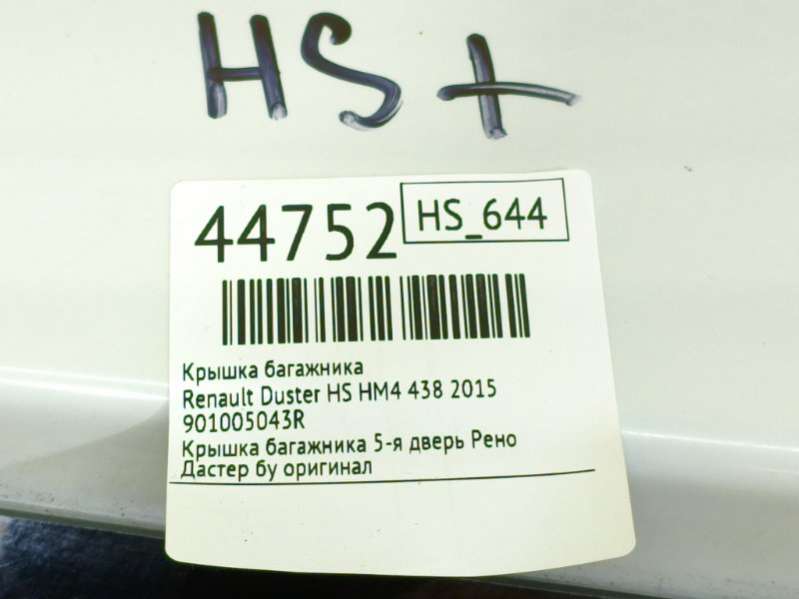 HS+
44752 HS_644
Крышка багажника
Renault Duster HS HM4 438 2015
901005043R
Крышка багажника 5-я дверь Рено
Дастер бу оригинал